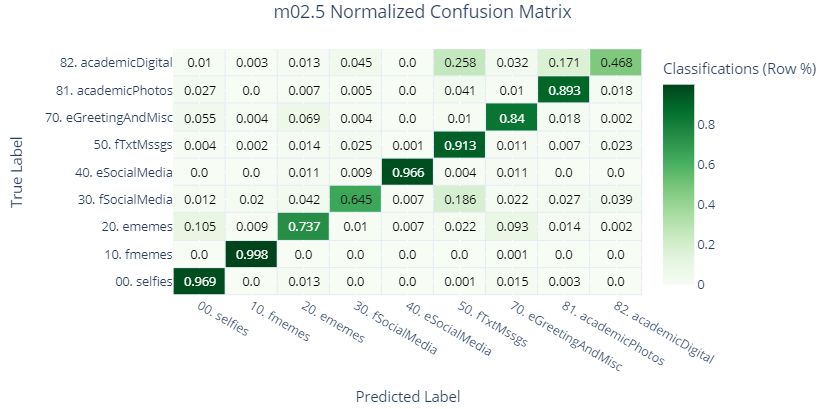 m02.5 Normalized Confusion Matrix
82. academicDigital 0.01 0.003 0.013 0.045 0.0 0.258 0.032 0.171 0.468
81. academicPhotos 0.027 0.0 0.007 0.005 0.0 0.041 0.01 0.893 0.018
70. eGreetingAndMisc 0.055 0.004 0.069 0.004 0.0 0.01 0.84 0.018 0.002
50. fTxtMssgs 0.004 0.002 0.014 0.025 0.001 0.913 0.011 0.007 0.023
40. eSocialMedia 0.0 0.0 0.011 0.009 0.966 0.004 0.011 0.0 0.0
30. fSocialMedia 0.012 0.02 0.042 0.645 0.007 0.186 0.022 0.027 0.039
20. ememes 0.105 0.009 0.737 0.01 0.007 0.022 0.093 0.014 0.002
10. fmemes 0.0 0.998 0.0 0.0 0.0 0.0 0.001 0.0 0.0
00. selfies 0.969 0.0 0.013 0.0 0.0 0.001 0.015 0.003 0.0
00. selfies
10. fmemes
20. ememes
30. fSocialMedia
40. eSocialMedia
50. fTxtMssgs
70. eGreetingAndMisc
81. academicPhotos
82. academicDigital
Predicted Label
True Label
Classifications (Row %)
0.8
0.6
0.4
0.2
0